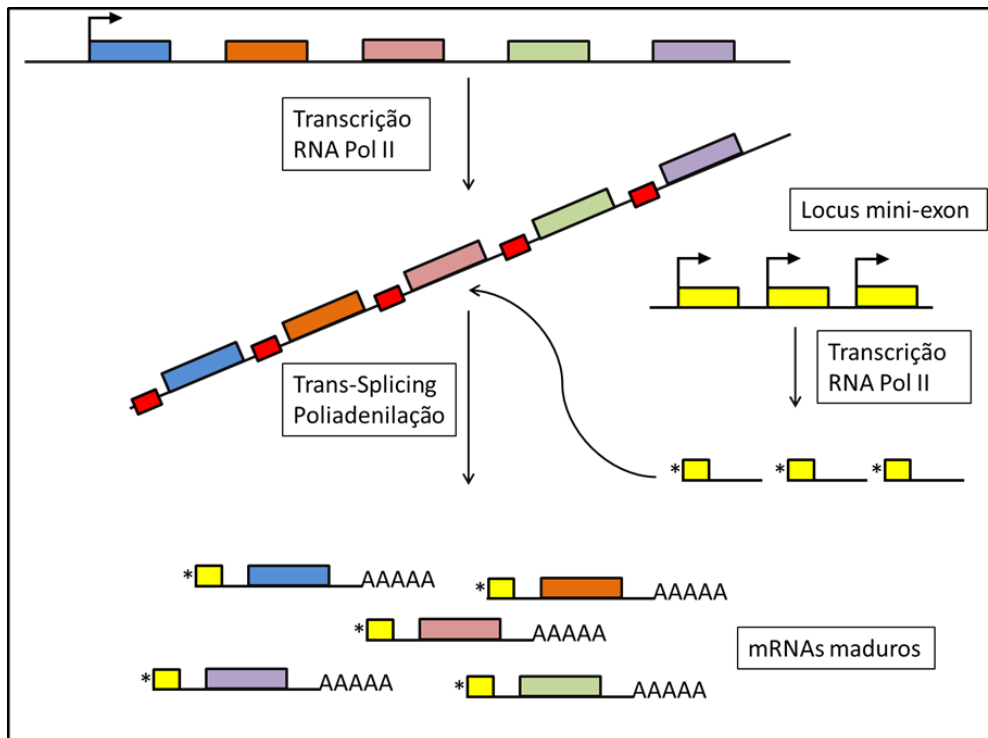 Transcrição
RNA Pol II
Locus mini-exon
Transcrição
RNA Pol II
Trans-Splicing
Poliadenilação
* * *
* AAAAA
* AAAAA
* AAAAA
mRNAs maduros
* AAAAA
* AAAAA